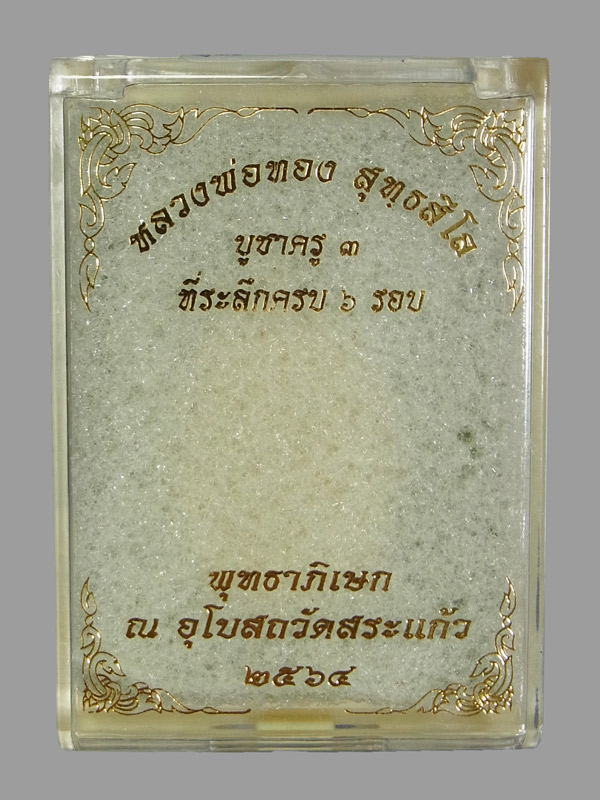 หลวงพ่อทอง สุทธสีโล
บูชาครู ๓
ที่ระลึกครบ ๖ รอบ
พุทธาภิเษก
ณ อุโบสถวัดสระแก้ว
๒๕๖๔